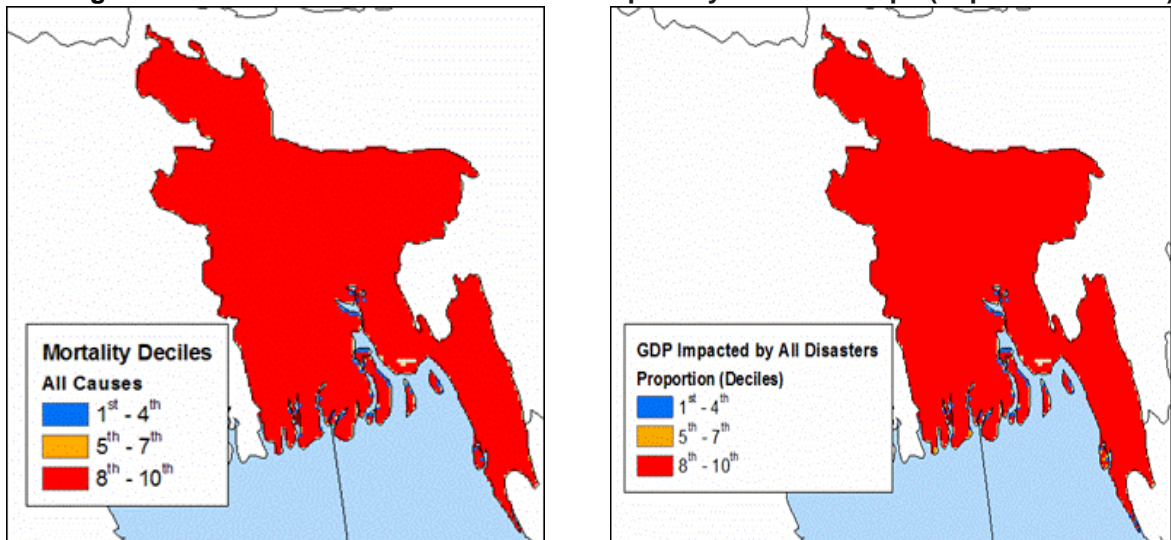 Mortality Deciles
All Causes
1st - 4th
5th - 7th
8th - 10th
GDP Impacted by All Disasters
Proportion (Deciles)
1st - 4th
5th - 7th
8th - 10th